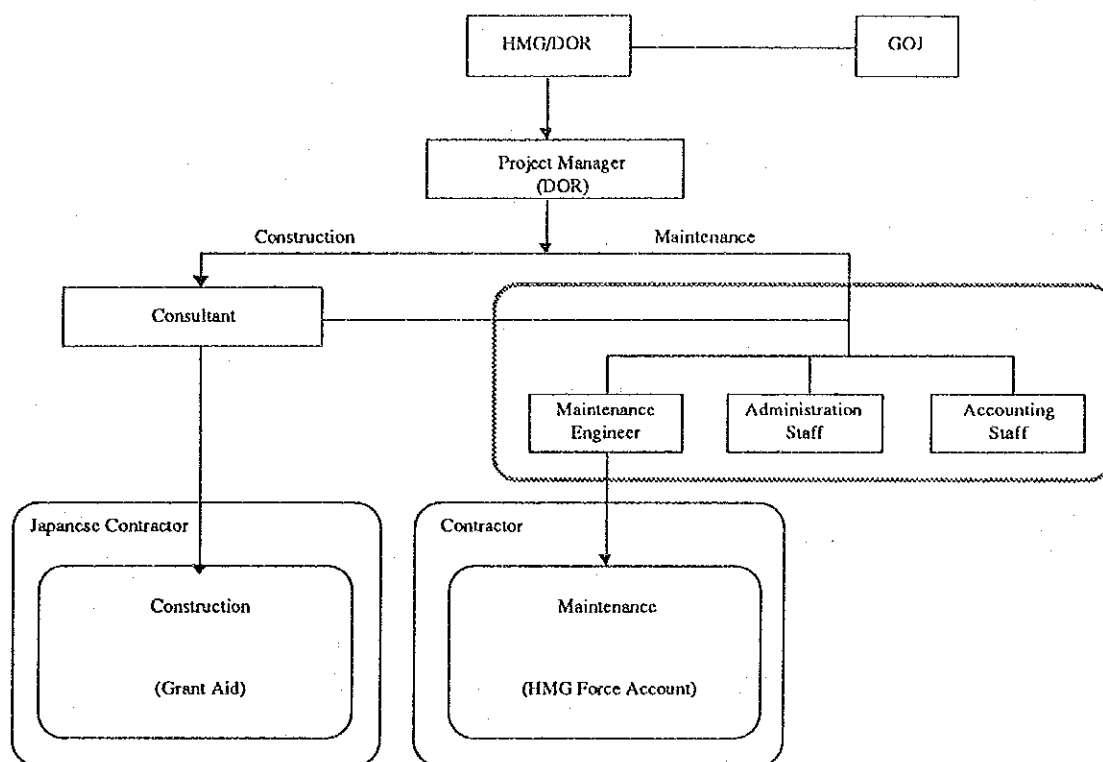 HMG/DOR
GOJ
Project Manager
(DOR)
Construction
Maintenance
Consultant
Maintenance
Engineer
Administration
Staff
Accounting
Staff
Japanese Contractor
Contractor
Construction
(Grant Aid)
Maintenance
(HMG Force Account)